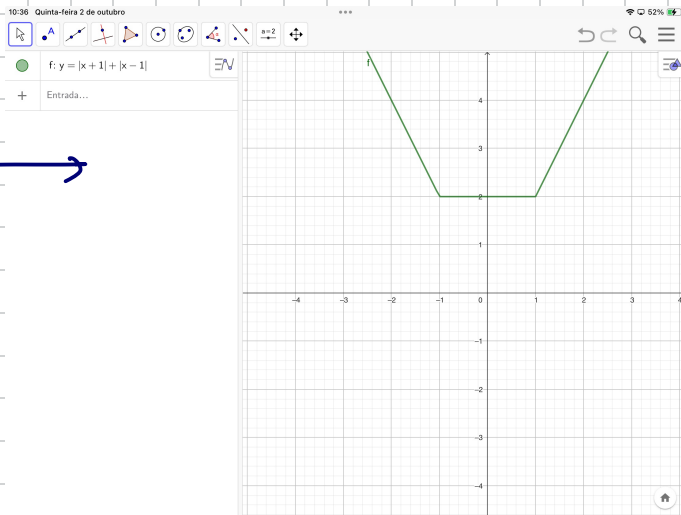 10:36 Quinta-feira 2 de outubro
52%
A
α
a = 2
f: y = |x + 1| + |x − 1|
Entrada…
f
4
3
2
1
−4 −3 −2 −1 0 1 2 3 4
−1
−2
−3
−4